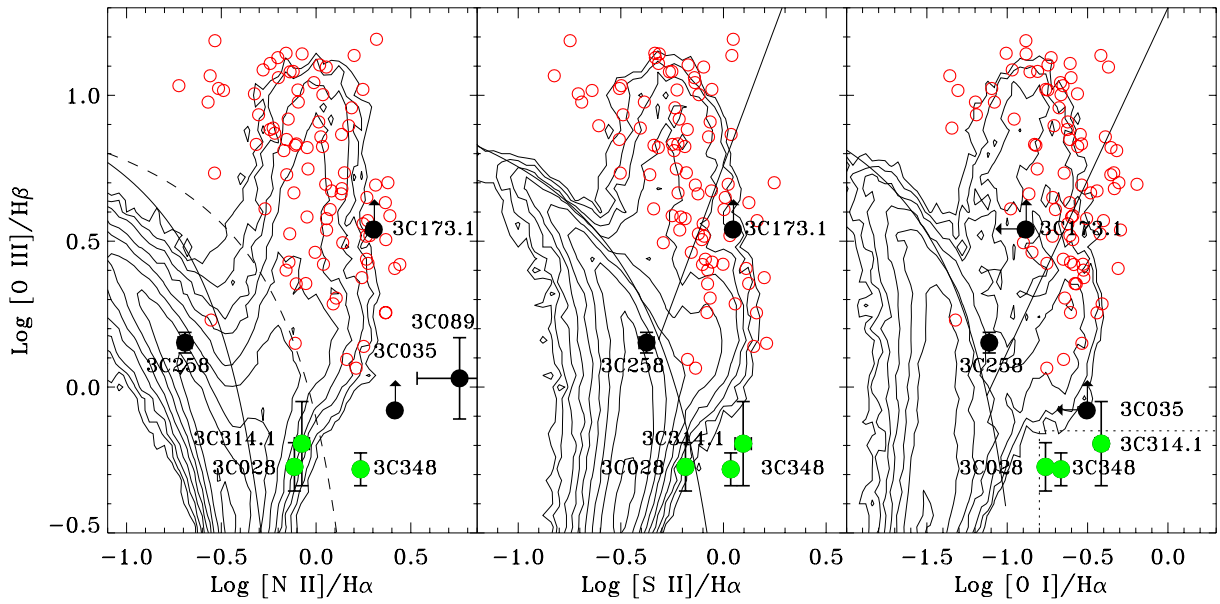 Log [O III]/Hβ
1.0
0.5
0.0
−0.5
3C173.1
3C089
3C035
3C258
3C314.1
3C028
3C348
−1.0
−0.5
0.0
0.5
Log [N II]/Hα
3C173.1
3C258
3C314.1
3C028
3C348
−1.0
−0.5
0.0
0.5
Log [S II]/Hα
3C173.1
3C258
3C035
3C314.1
3C028
3C348
−1.5
−1.0
−0.5
0.0
Log [O I]/Hα